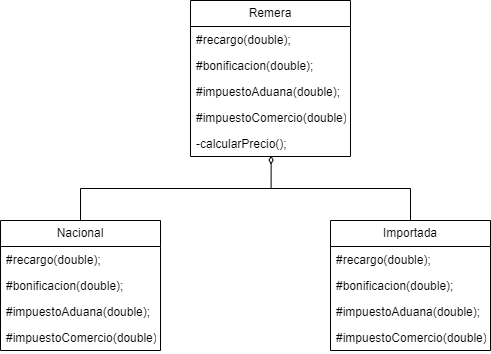 Remera
#recargo(double);
#bonificacion(double);
#impuestoAduana(double);
#impuestoComercio(double)
-calcularPrecio();
Nacional
#recargo(double);
#bonificacion(double);
#impuestoAduana(double);
#impuestoComercio(double)
Importada
#recargo(double);
#bonificacion(double);
#impuestoAduana(double);
#impuestoComercio(double)